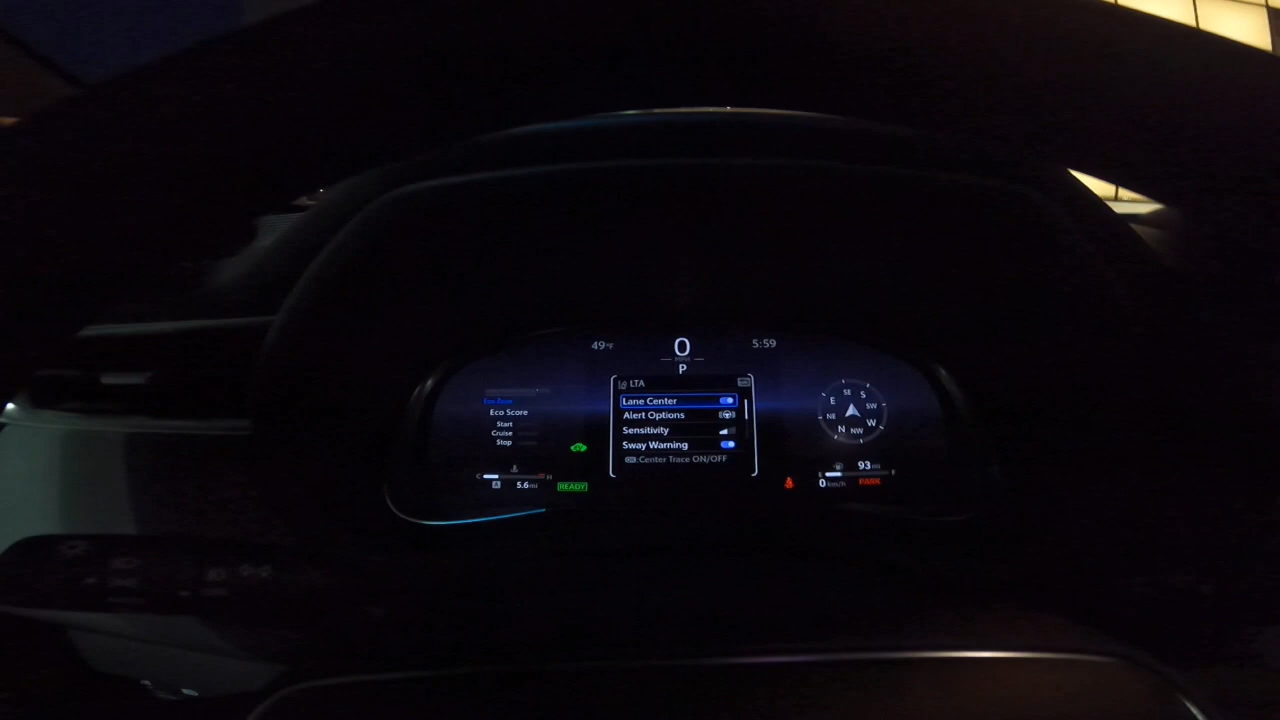 49°F
0
MPH
5:59
P
LTA
Lane Center
Alert Options
Sensitivity
Sway Warning
OK :Center Trace ON/OFF
Eco Score
Start
Cruise
Stop
C H
A 5.6 mi
READY
SE S
E SW
NE W
N NW
93 mi
E F
0 km/h PARK